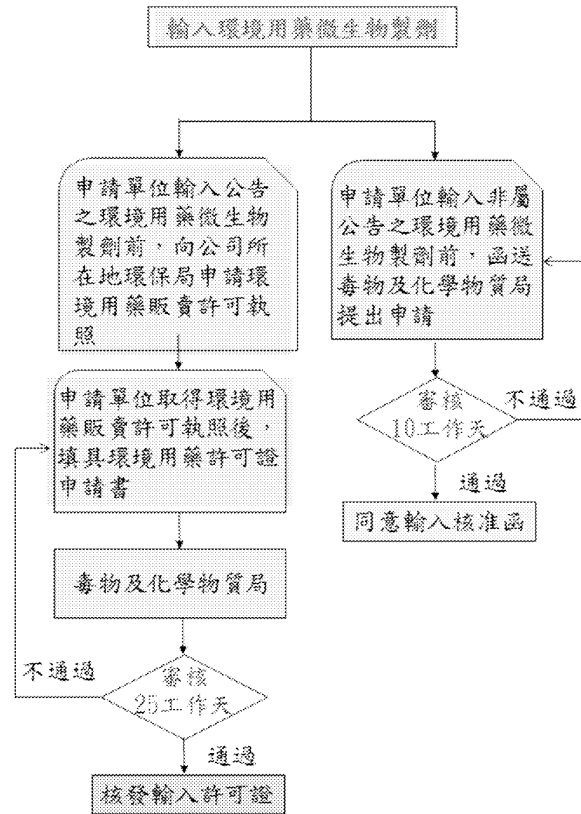 輸入環境用藥微生物製劑
申請單位輸入公告
之環境用藥微生物
製劑前，向公司所
在地環保局申請環
境用藥販賣許可執
照
申請單位取得環境用
藥販賣許可執照後，
填具環境用藥許可證
申請書
毒物及化學物質局
不通過
審核
25工作天
通過
核發輸入許可證
申請單位輸入非屬
公告之環境用藥微
生物製劑前，函送
毒物及化學物質局
提出申請
審核
10工作天
不通過
通過
同意輸入核准函